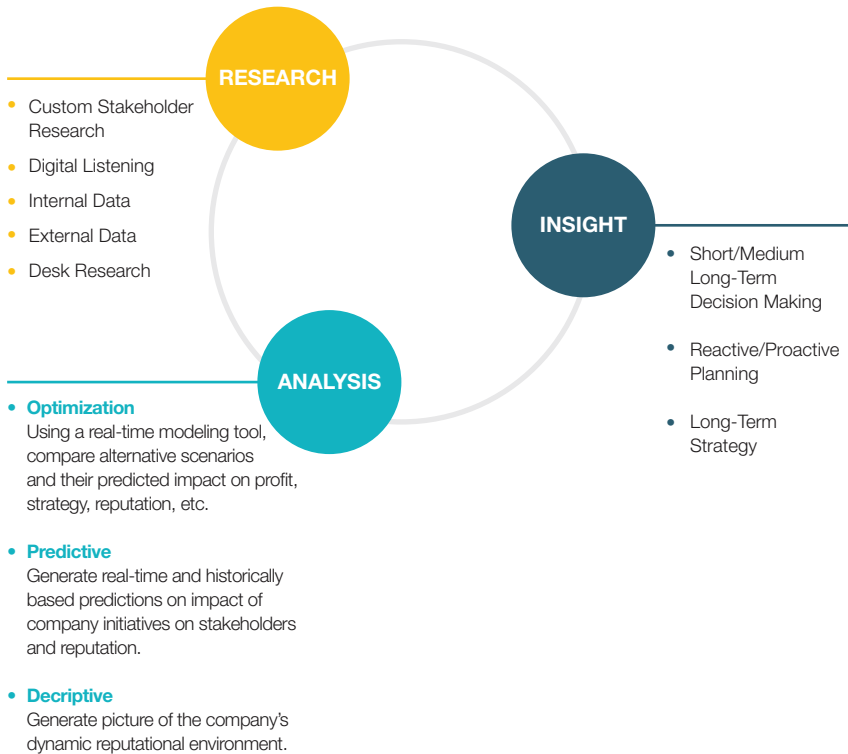 RESEARCH
• Custom Stakeholder
Research
• Digital Listening
• Internal Data
• External Data
• Desk Research
INSIGHT
• Short/Medium
Long-Term
Decision Making
• Reactive/Proactive
Planning
• Long-Term
Strategy
ANALYSIS
• Optimization
Using a real-time modeling tool,
compare alternative scenarios
and their predicted impact on profit,
strategy, reputation, etc.
• Predictive
Generate real-time and historically
based predictions on impact of
company initiatives on stakeholders
and reputation.
• Decriptive
Generate picture of the company’s
dynamic reputational environment.